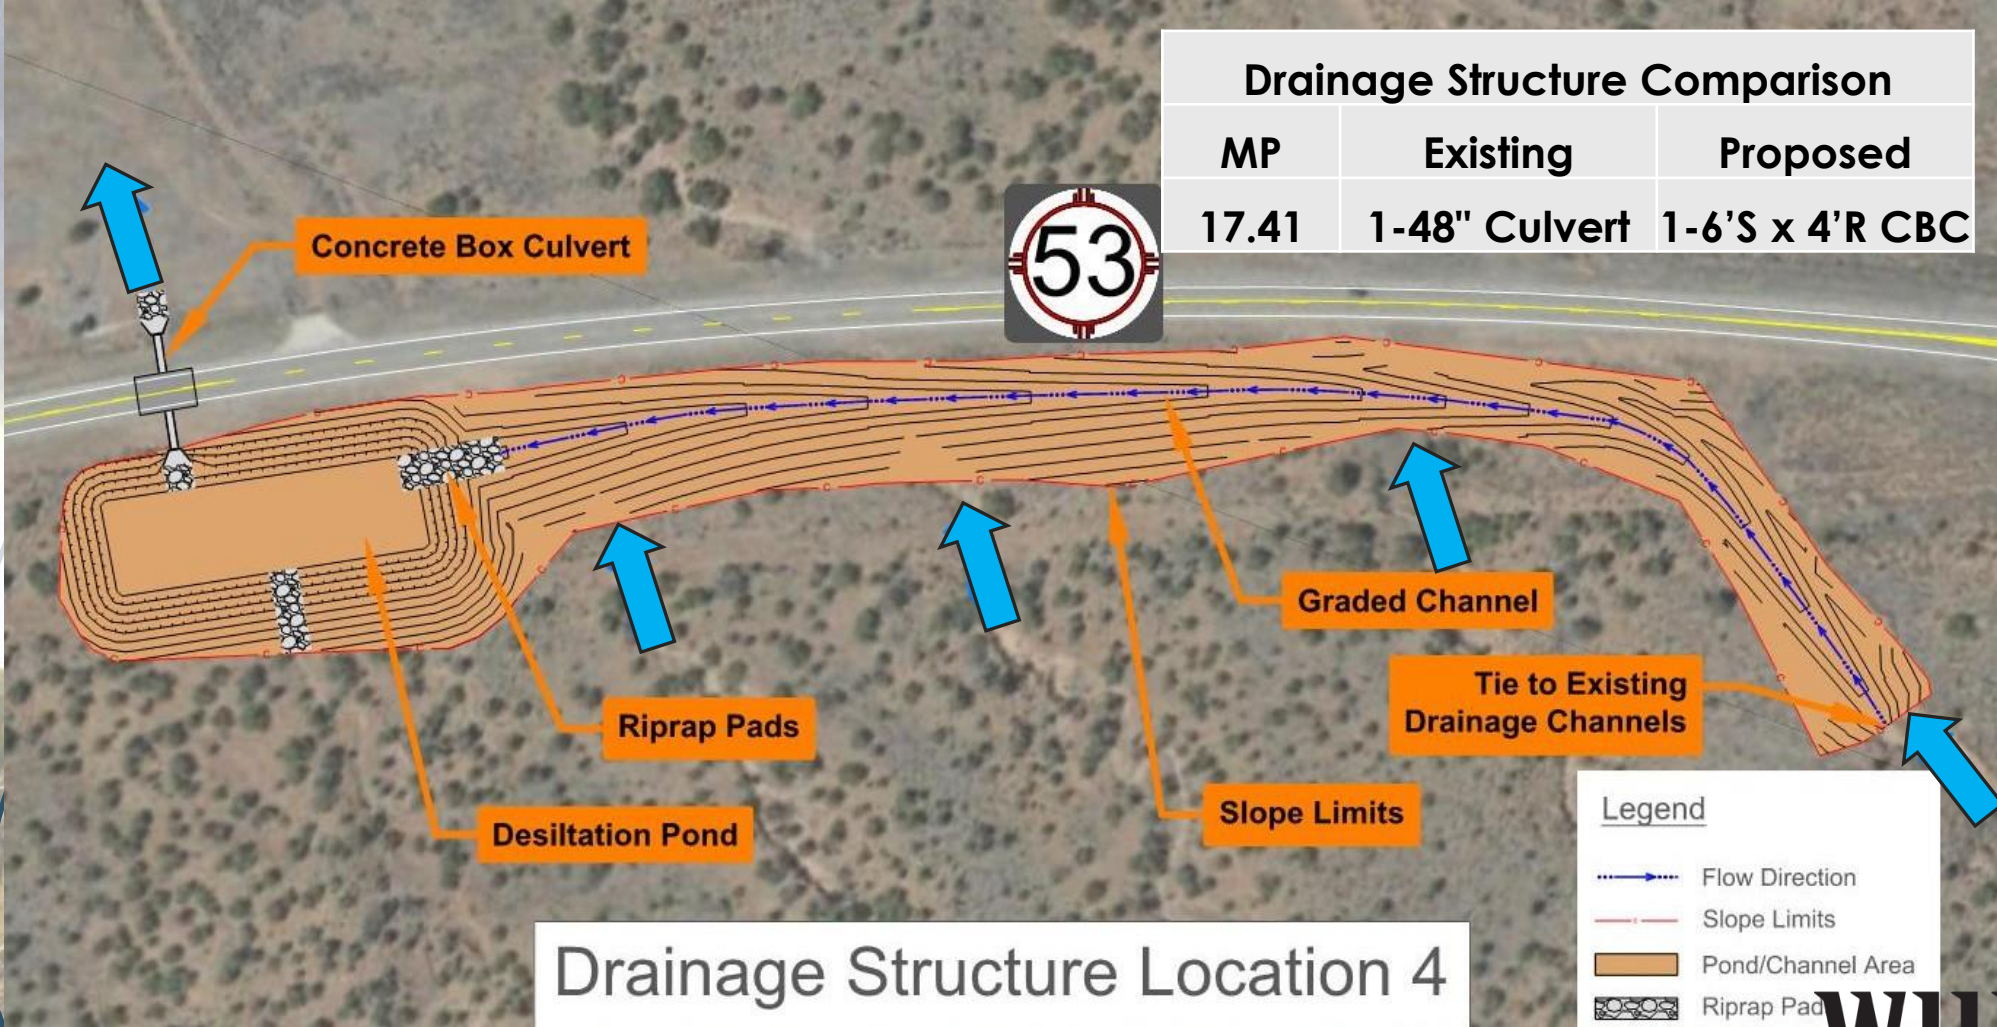 Drainage Structure Comparison
MP Existing Proposed
17.41 1-48" Culvert 1-6'S x 4'R CBC
53
Concrete Box Culvert
Graded Channel
Tie to Existing
Drainage Channels
Riprap Pads
Slope Limits
Desiltation Pond
Legend
Flow Direction
Slope Limits
Pond/Channel Area
Riprap Pad
Drainage Structure Location 4